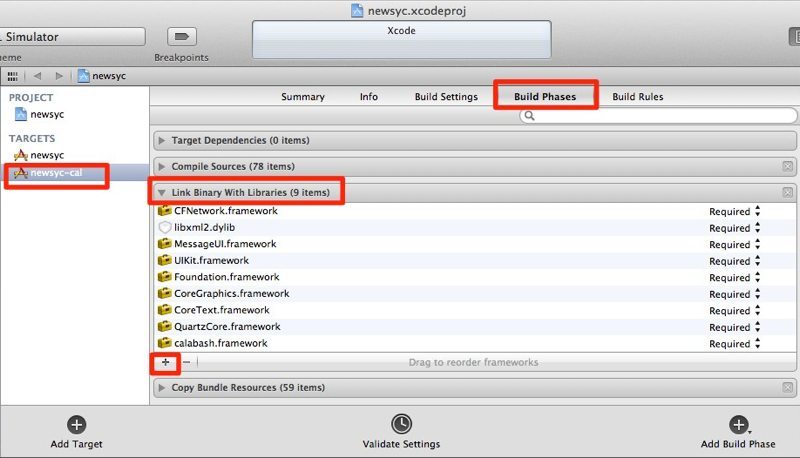 newsyc.xcodeproj
Simulator
Xcode
Breakpoints
newsyc
PROJECT
newsyc
TARGETS
newsyc
newsyc-cal
Summary
Info
Build Settings
Build Phases
Build Rules
Target Dependencies (0 items)
Compile Sources (78 items)
Link Binary With Libraries (9 items)
CFNetwork.framework Required
libxml2.dylib Required
MessageUI.framework Required
UIKit.framework Required
Foundation.framework Required
CoreGraphics.framework Required
CoreText.framework Required
QuartzCore.framework Required
calabash.framework Required
+ −
Drag to reorder frameworks
Copy Bundle Resources (59 items)
Add Target
Validate Settings
Add Build Phase